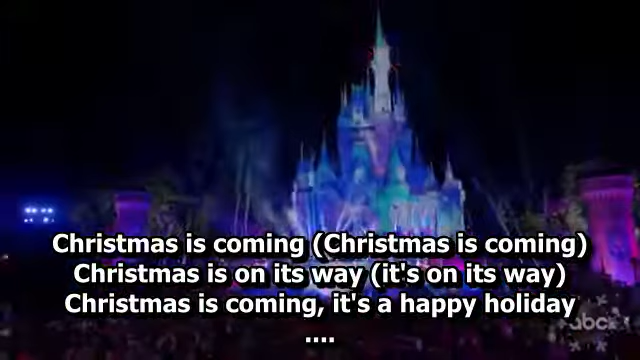 Christmas is coming (Christmas is coming)
Christmas is on its way (it's on its way)
Christmas is coming, it's a happy holiday
....
abc